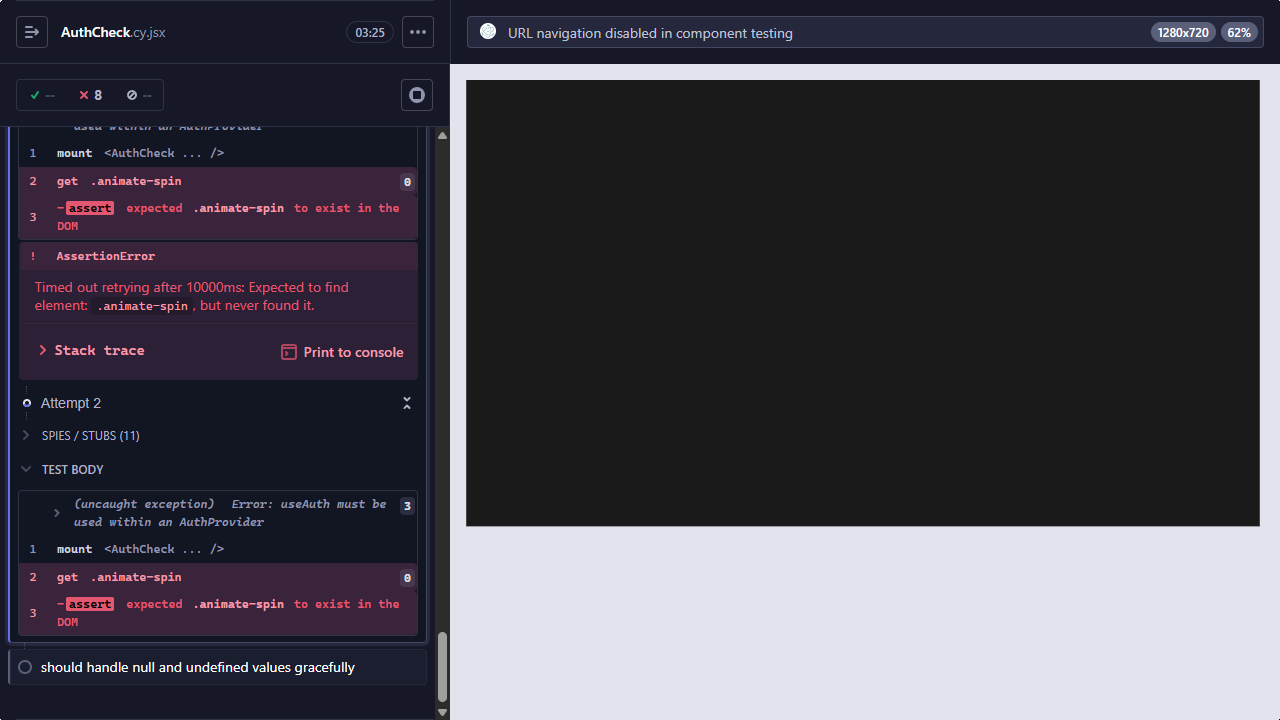 AuthCheck.cy.jsx
03:25
URL navigation disabled in component testing
1280x720
62%
--
8
--
used within an AuthProvider
1 mount <AuthCheck ... />
2 get .animate-spin 0
3 -assert expected .animate-spin to exist in the
DOM
! AssertionError
Timed out retrying after 10000ms: Expected to find
element: .animate-spin, but never found it.
Stack trace
Print to console
Attempt 2
SPIES / STUBS (11)
TEST BODY
(uncaught exception) Error: useAuth must be 3
used within an AuthProvider
1 mount <AuthCheck ... />
2 get .animate-spin 0
3 -assert expected .animate-spin to exist in the
DOM
should handle null and undefined values gracefully